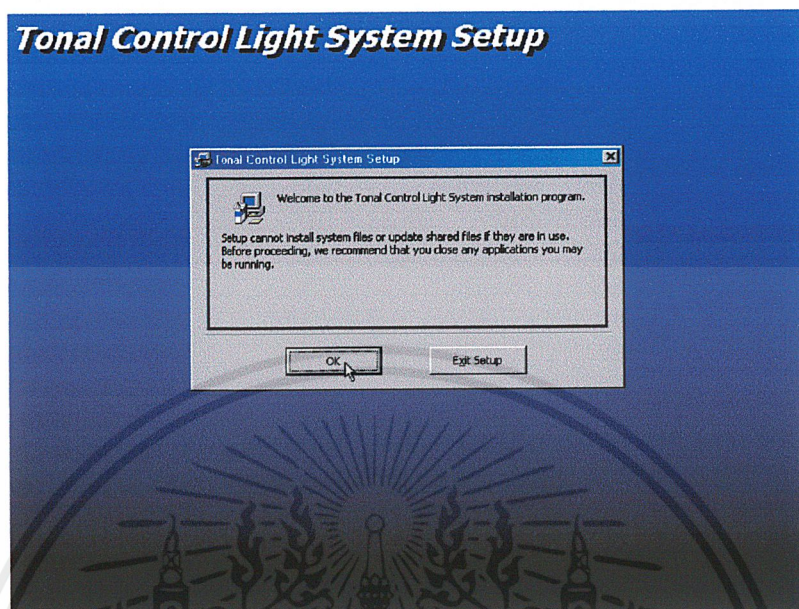 Tonal Control Light System Setup
Tonal Control Light System Setup
Welcome to the Tonal Control Light System installation program.
Setup cannot install system files or update shared files if they are in use.
Before proceeding, we recommend that you close any applications you may
be running.
OK
Exit Setup